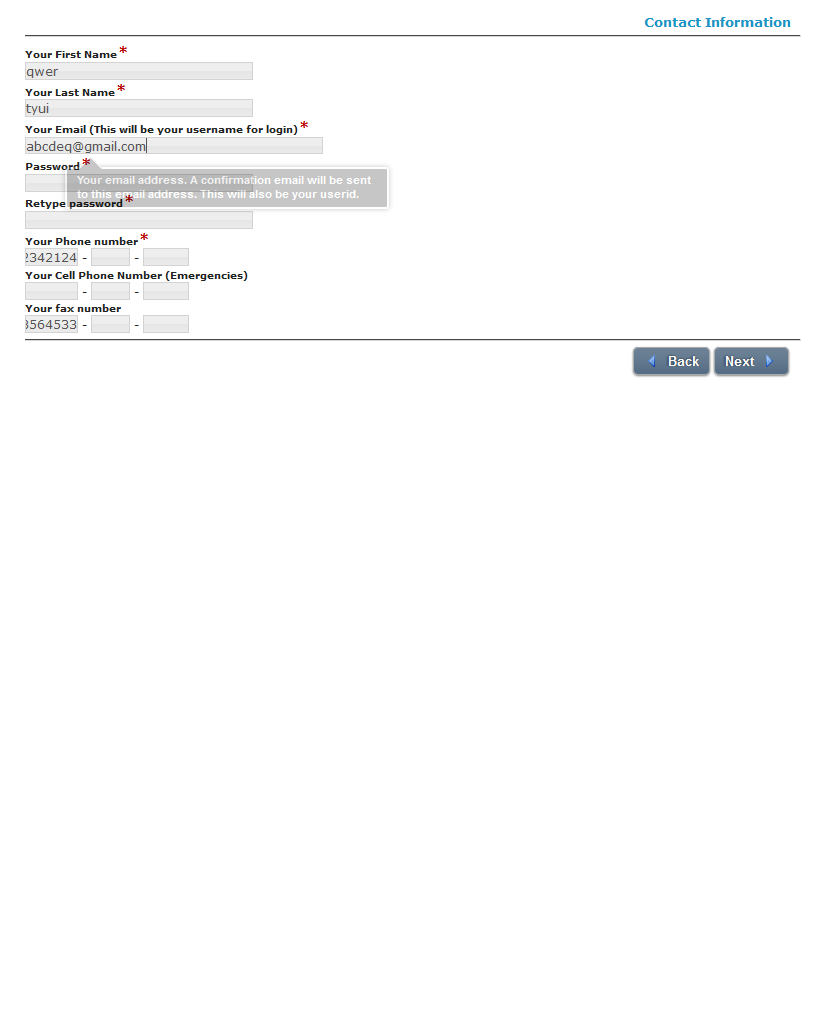 Contact Information
Your First Name *
qwer
Your Last Name *
tyui
Your Email (This will be your username for login) *
abcdeq@gmail.com
Password *
Your email address. A confirmation email will be sent
to this email address. This will also be your userid.
Retype password *
Your Phone number *
2342124 - -
Your Cell Phone Number (Emergencies)
- -
Your fax number
3564533 - -
Back Next